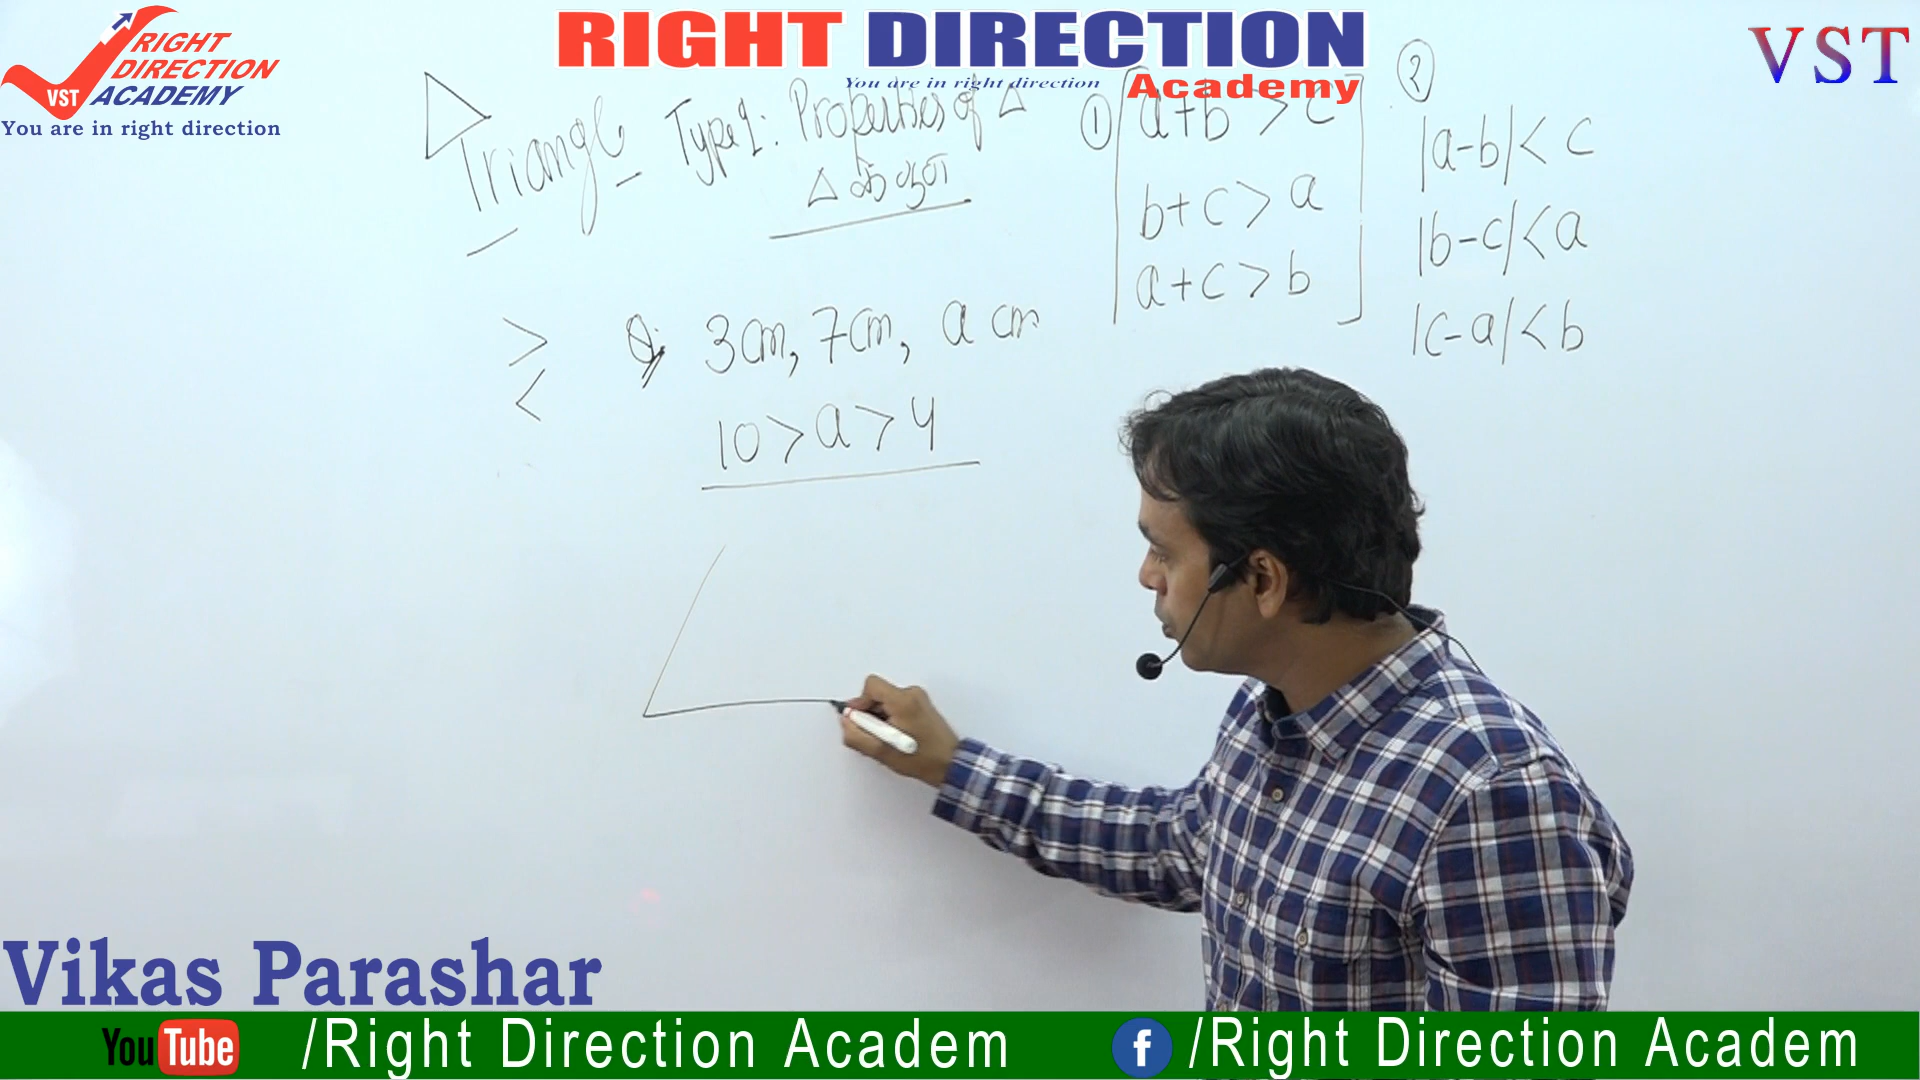 RIGHT
DIRECTION
ACADEMY
VST
You are in right direction
RIGHT DIRECTION
You are in right direction
Academy
VST
Triangle
Type 1: Properties of Δ
Δ के गुण
① a+b > c
b+c > a
a+c > b
②
|a-b| < c
|b-c| < a
|c-a| < b
>
<
Q, 3cm, 7cm, a cm
10 > a > 4
Vikas Parashar
YouTube /Right Direction Academ
f /Right Direction Academ